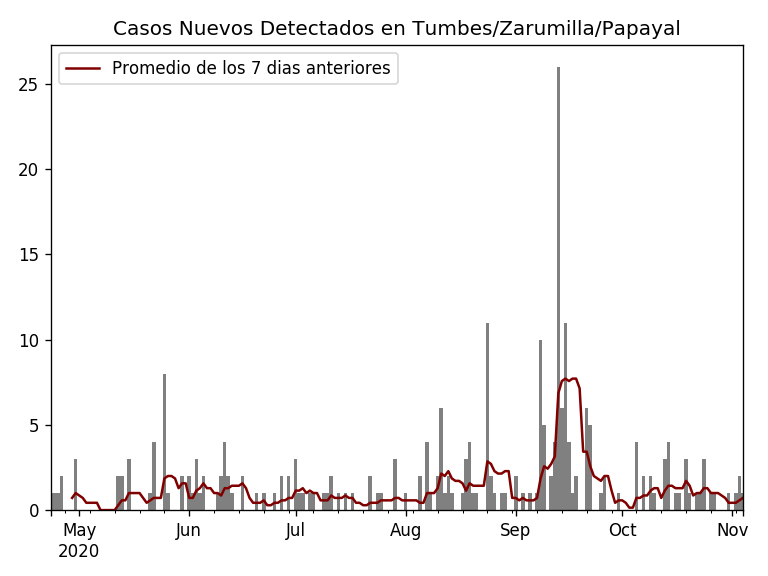 Casos Nuevos Detectados en Tumbes/Zarumilla/Papayal
Promedio de los 7 dias anteriores
25
20
15
10
5
0
May Jun Jul Aug Sep Oct Nov
2020